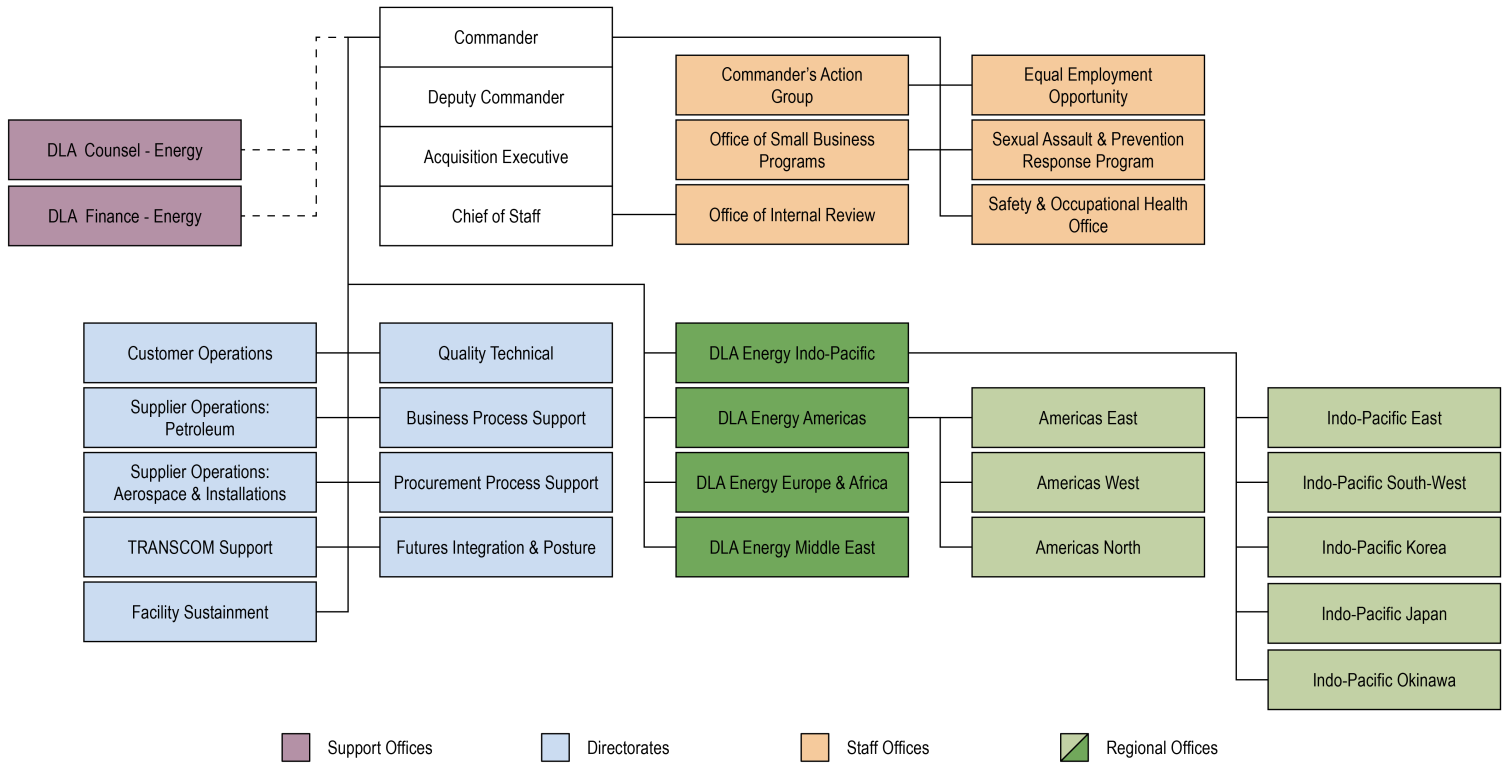 Commander
Deputy Commander
Acquisition Executive
Chief of Staff
DLA Counsel - Energy
DLA Finance - Energy
Commander’s Action
Group
Office of Small Business
Programs
Office of Internal Review
Equal Employment
Opportunity
Sexual Assault & Prevention
Response Program
Safety & Occupational Health
Office
Customer Operations
Supplier Operations:
Petroleum
Supplier Operations:
Aerospace & Installations
TRANSCOM Support
Facility Sustainment
Quality Technical
Business Process Support
Procurement Process Support
Futures Integration & Posture
DLA Energy Indo-Pacific
DLA Energy Americas
DLA Energy Europe & Africa
DLA Energy Middle East
Americas East
Americas West
Americas North
Indo-Pacific East
Indo-Pacific South-West
Indo-Pacific Korea
Indo-Pacific Japan
Indo-Pacific Okinawa
Support Offices
Directorates
Staff Offices
Regional Offices